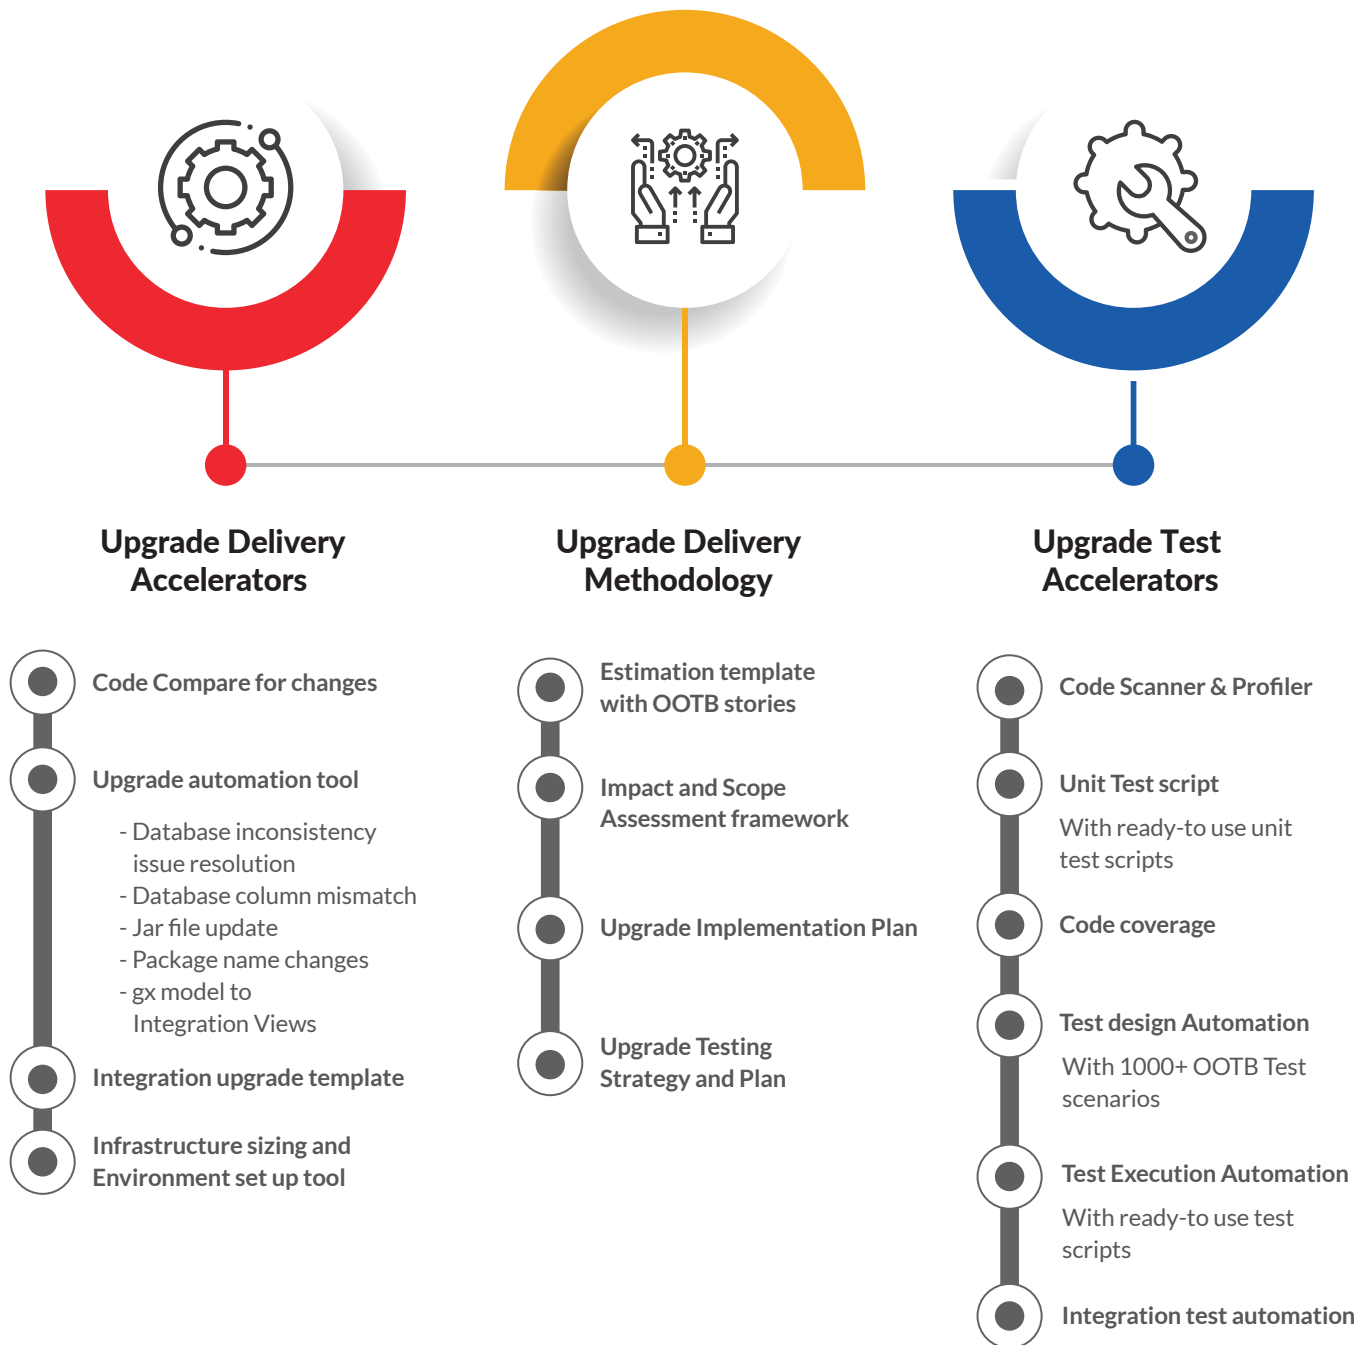 Upgrade Delivery
Accelerators
Code Compare for changes
Upgrade automation tool
- Database inconsistency
issue resolution
- Database column mismatch
- Jar file update
- Package name changes
- gx model to
Integration Views
Integration upgrade template
Infrastructure sizing and
Environment set up tool
Upgrade Delivery
Methodology
Estimation template
with OOTB stories
Impact and Scope
Assessment framework
Upgrade Implementation Plan
Upgrade Testing
Strategy and Plan
Upgrade Test
Accelerators
Code Scanner & Profiler
Unit Test script
With ready-to use unit
test scripts
Code coverage
Test design Automation
With 1000+ OOTB Test
scenarios
Test Execution Automation
With ready-to use test
scripts
Integration test automation